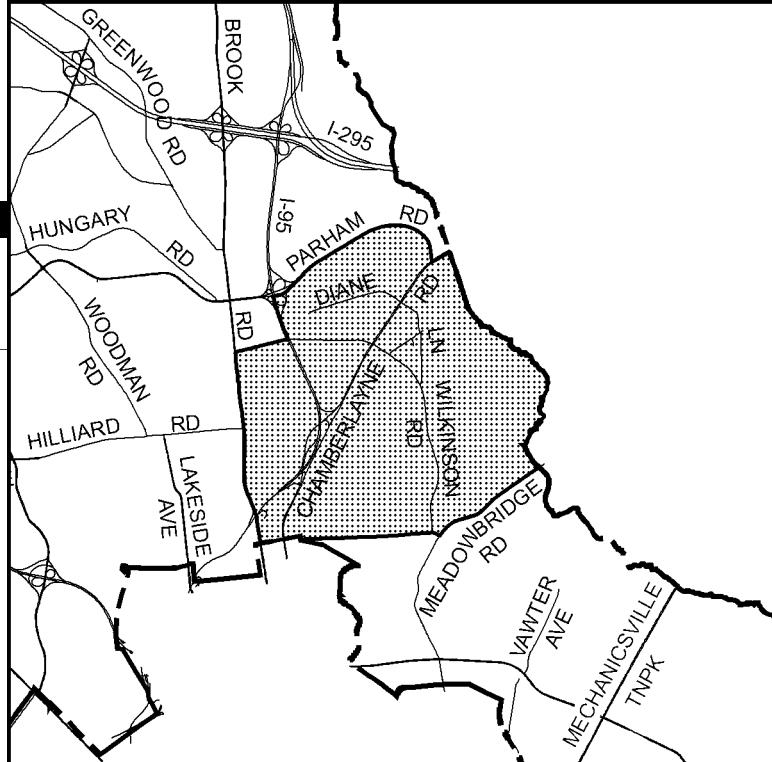 GREENWOOD RD
BROOK
I-295
HUNGARY
RD
I-95
PARHAM
RD
DIANE
RD
WOODMAN
RD
RD
LN
WILKINSON
RD
CHAMBERLAYNE
HILLIARD
RD
LAKESIDE
AVE
MEADOWBRIDGE
RD
VAWTER
AVE
MECHANICSVILLE
TNPK